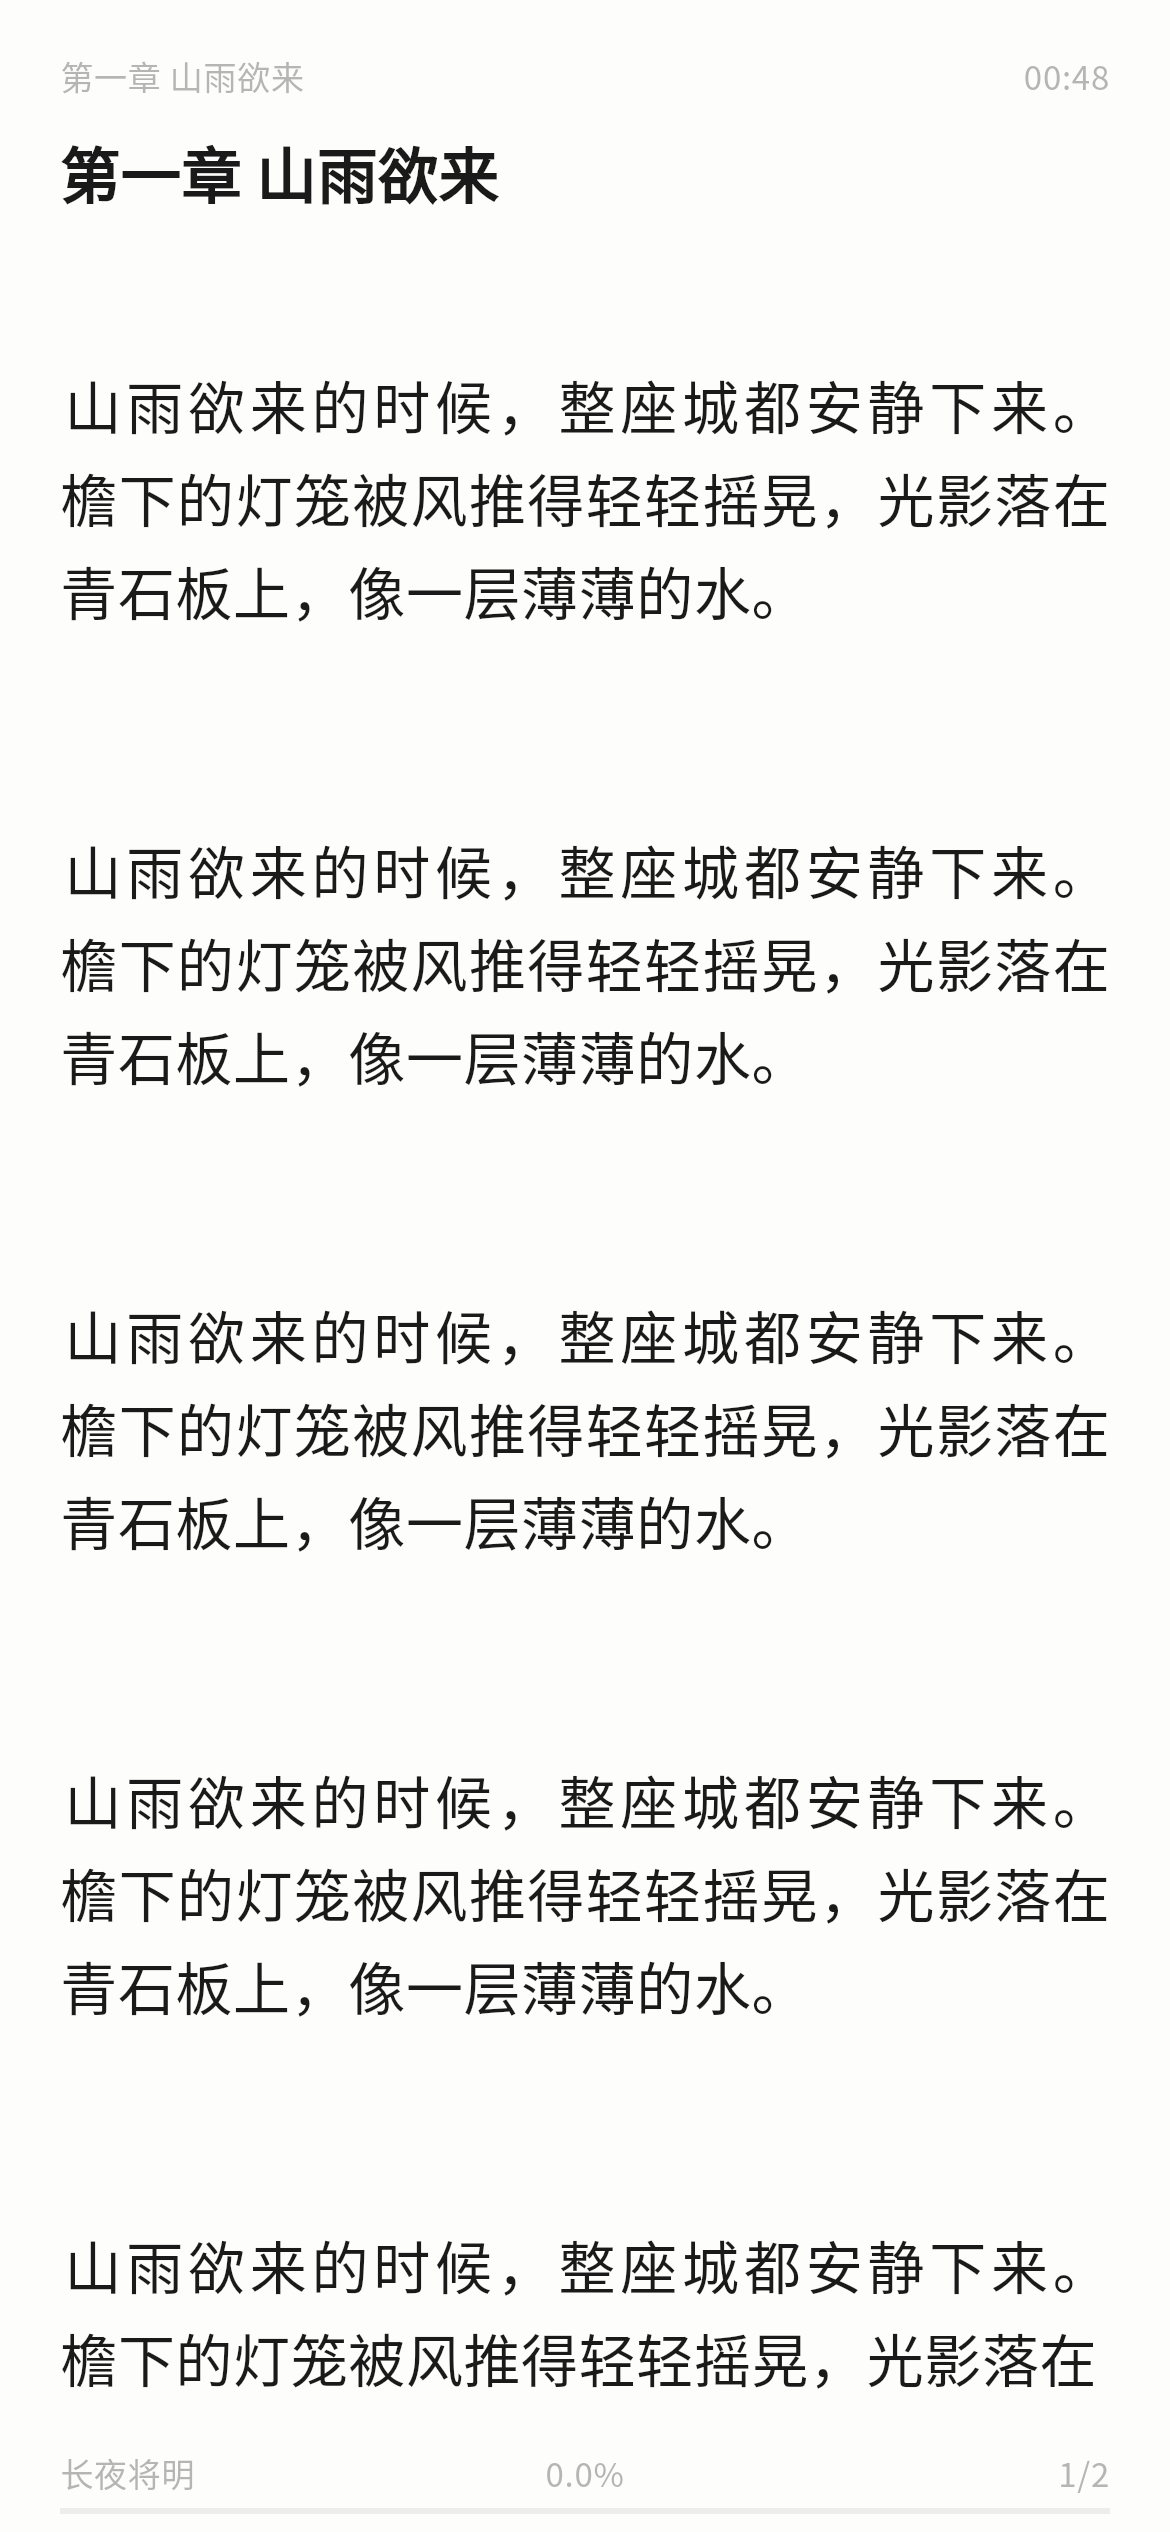 第一章 山雨欲来
00:48
第一章 山雨欲来
山雨欲来的时候，整座城都安静下来。
檐下的灯笼被风推得轻轻摇晃，光影落在
青石板上，像一层薄薄的水。
山雨欲来的时候，整座城都安静下来。
檐下的灯笼被风推得轻轻摇晃，光影落在
青石板上，像一层薄薄的水。
山雨欲来的时候，整座城都安静下来。
檐下的灯笼被风推得轻轻摇晃，光影落在
青石板上，像一层薄薄的水。
山雨欲来的时候，整座城都安静下来。
檐下的灯笼被风推得轻轻摇晃，光影落在
青石板上，像一层薄薄的水。
山雨欲来的时候，整座城都安静下来。
檐下的灯笼被风推得轻轻摇晃，光影落在
长夜将明
0.0%
1/2